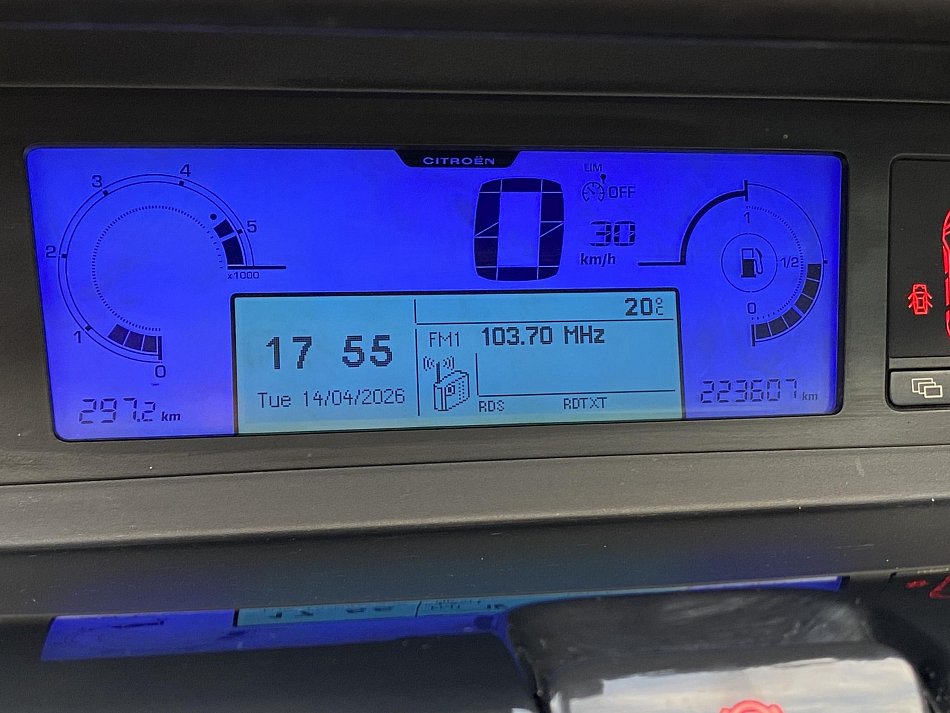 CITROËN
4
3
5
2
x1000
1
0
297.2 km
0
LIM
OFF
30
km/h
1
1/2
0
223607 km
20°C
17 55
Tue 14/04/2026
FM1 103.70 MHz
RDS RDTXT